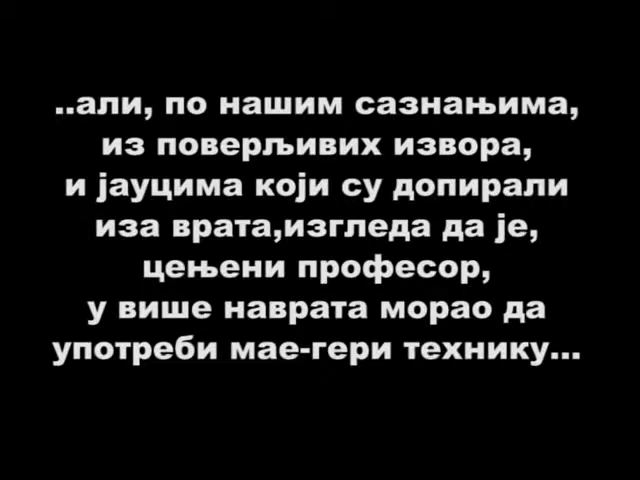 ..али, по нашим сазнањима,
из поверљивих извора,
и јауцима који су допирали
иза врата,изгледа да је,
цењени професор,
у више наврата морао да
употреби мае-гери технику...